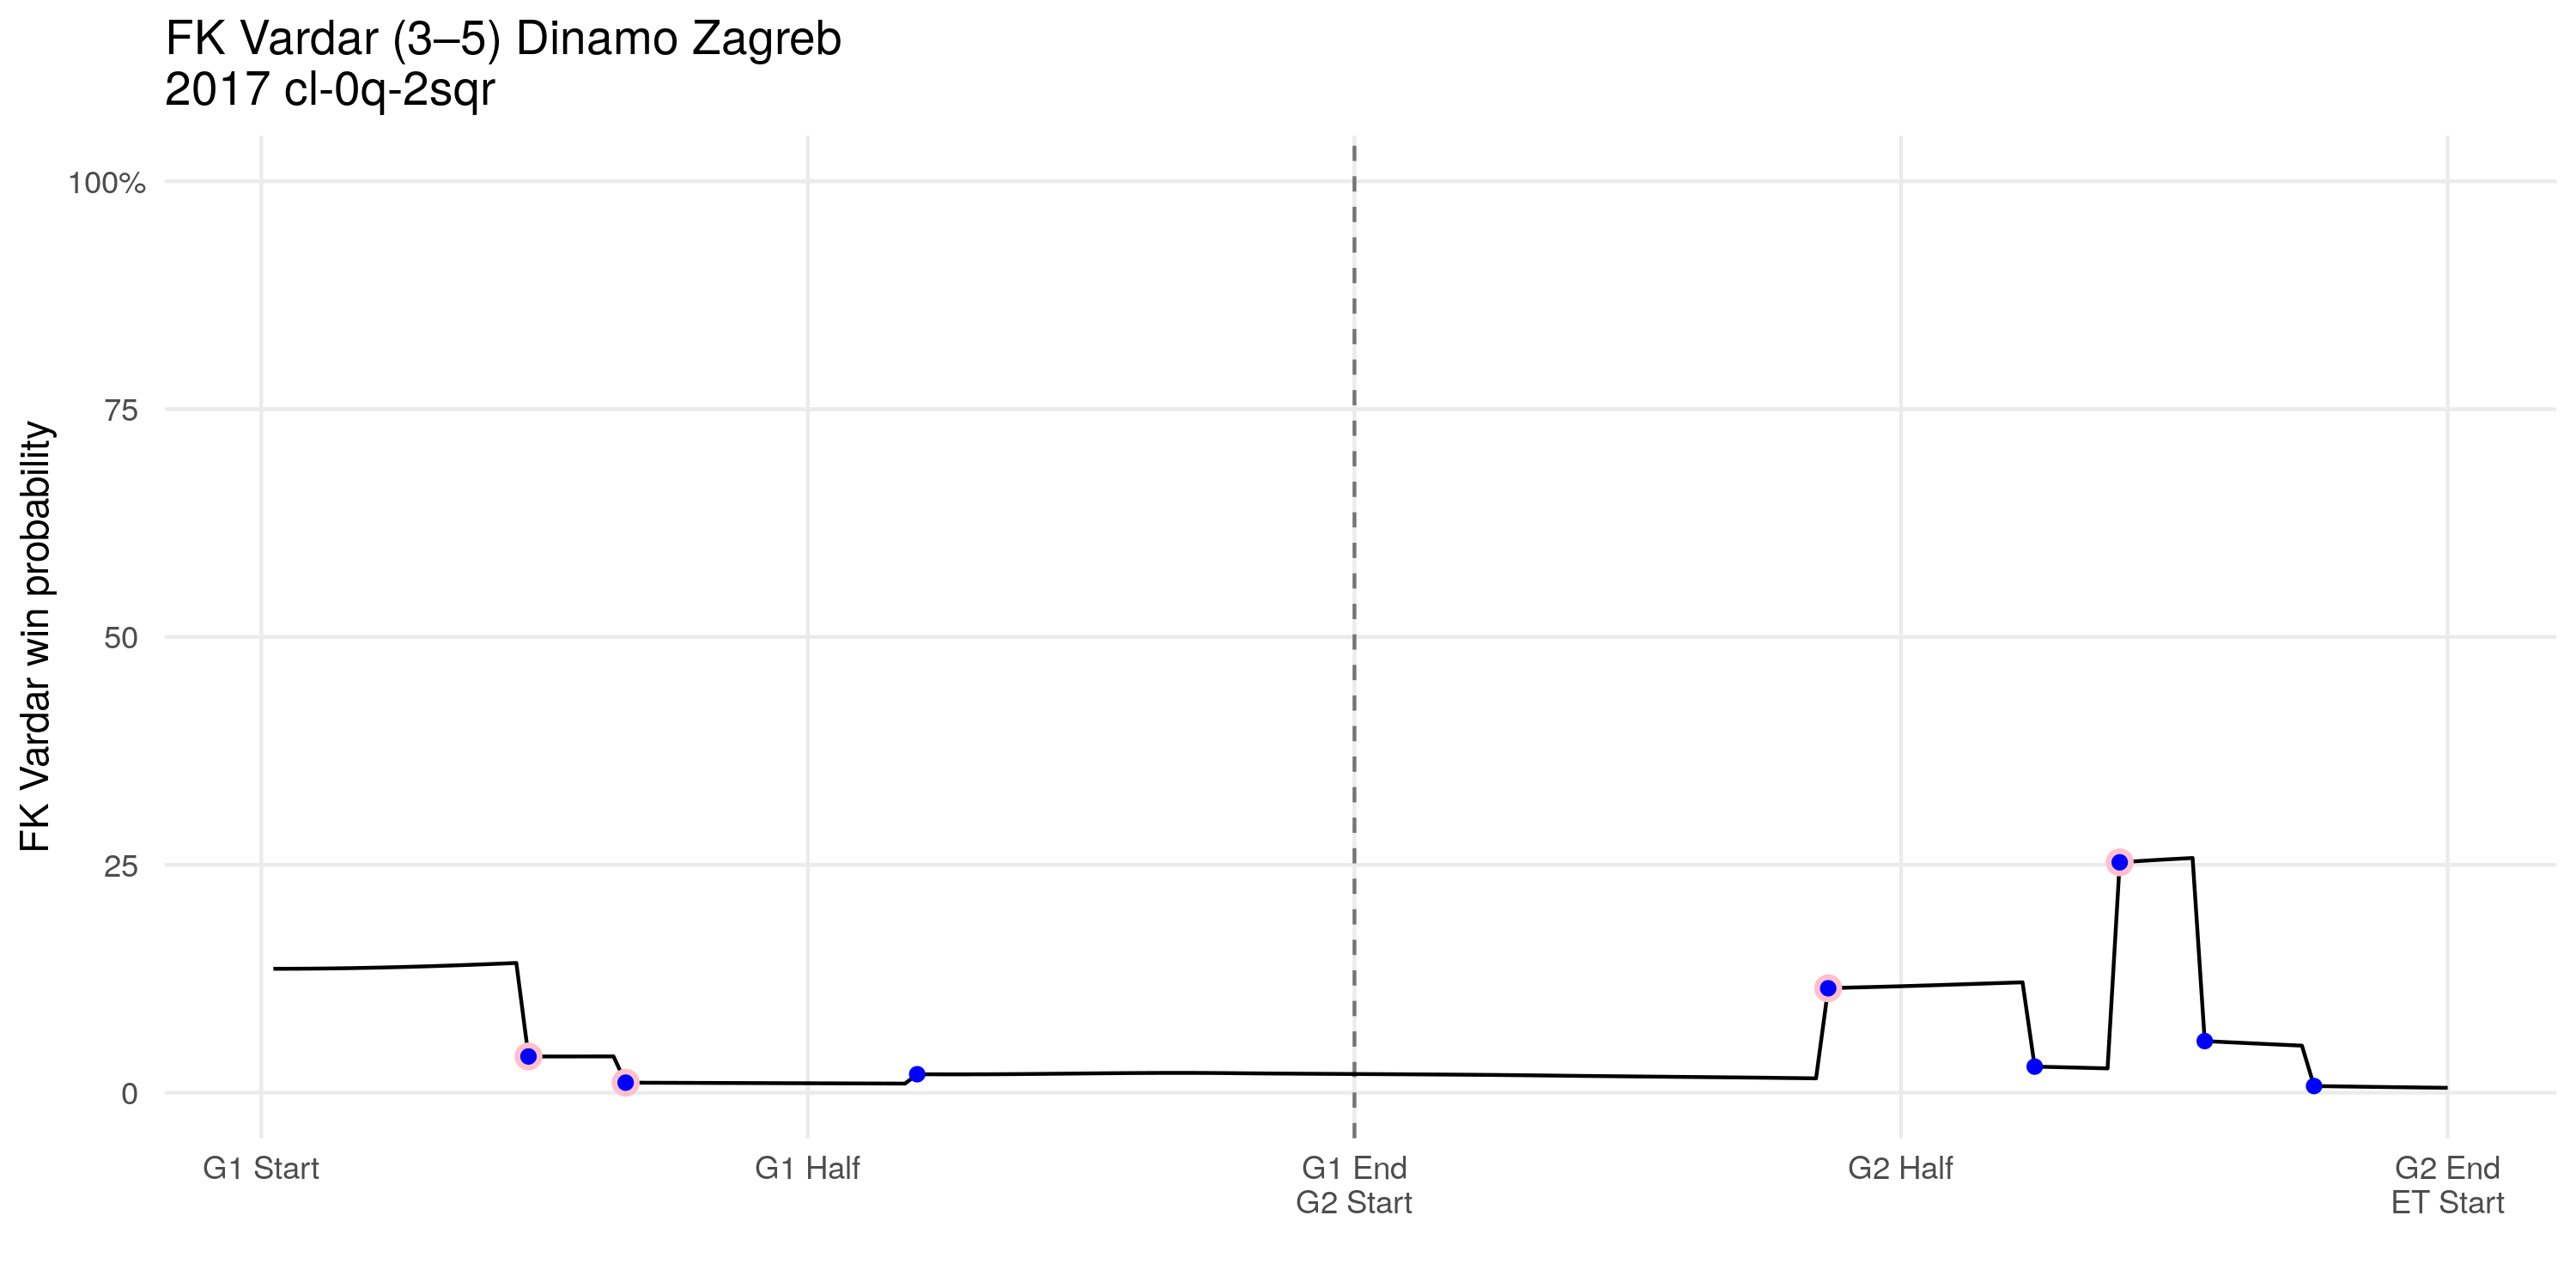 FK Vardar (3–5) Dinamo Zagreb
2017 cl-0q-2sqr
FK Vardar win probability
100%
75
50
25
0
G1 Start
G1 Half
G1 End
G2 Start
G2 Half
G2 End
ET Start